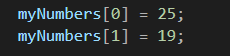 myNumbers[0] = 25;
myNumbers[1] = 19;